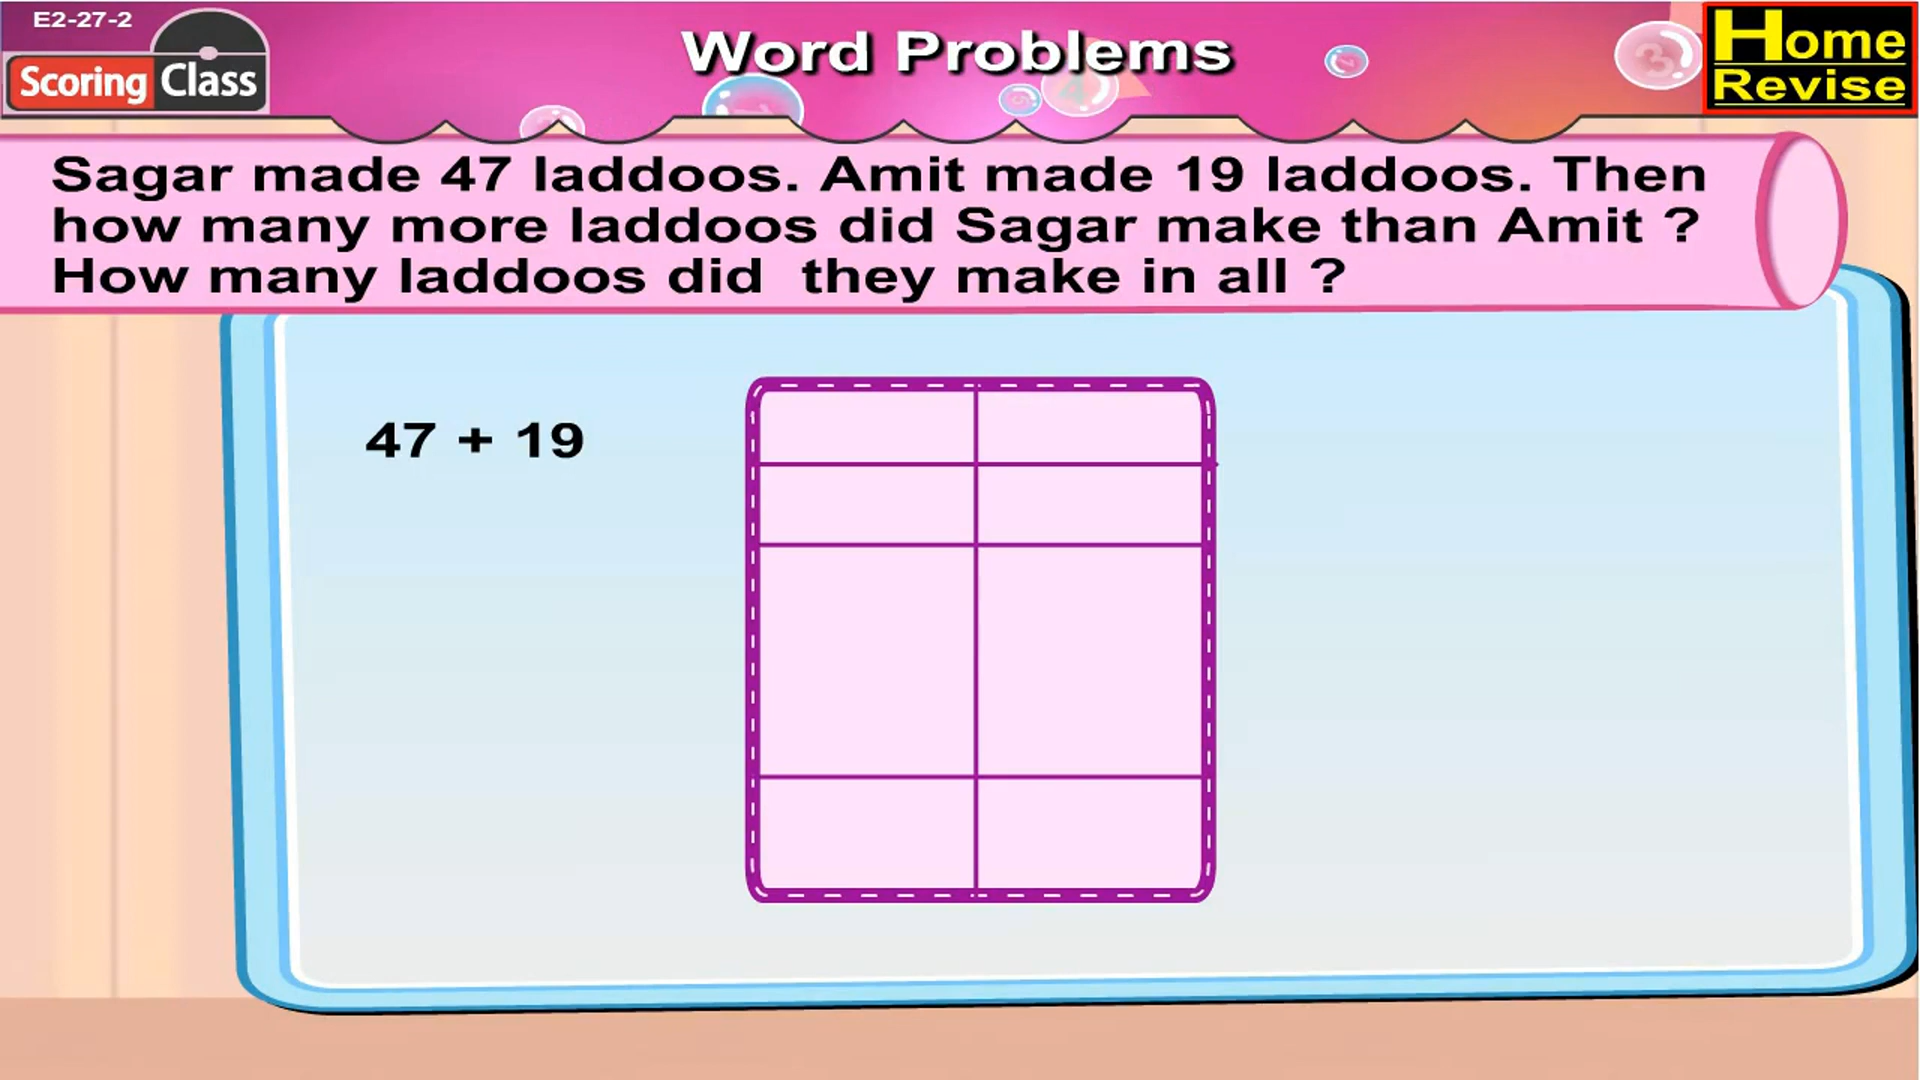 E2-27-2
Scoring Class
Word Problems
Home
Revise
Sagar made 47 laddoos. Amit made 19 laddoos. Then
how many more laddoos did Sagar make than Amit ?
How many laddoos did they make in all ?
47 + 19